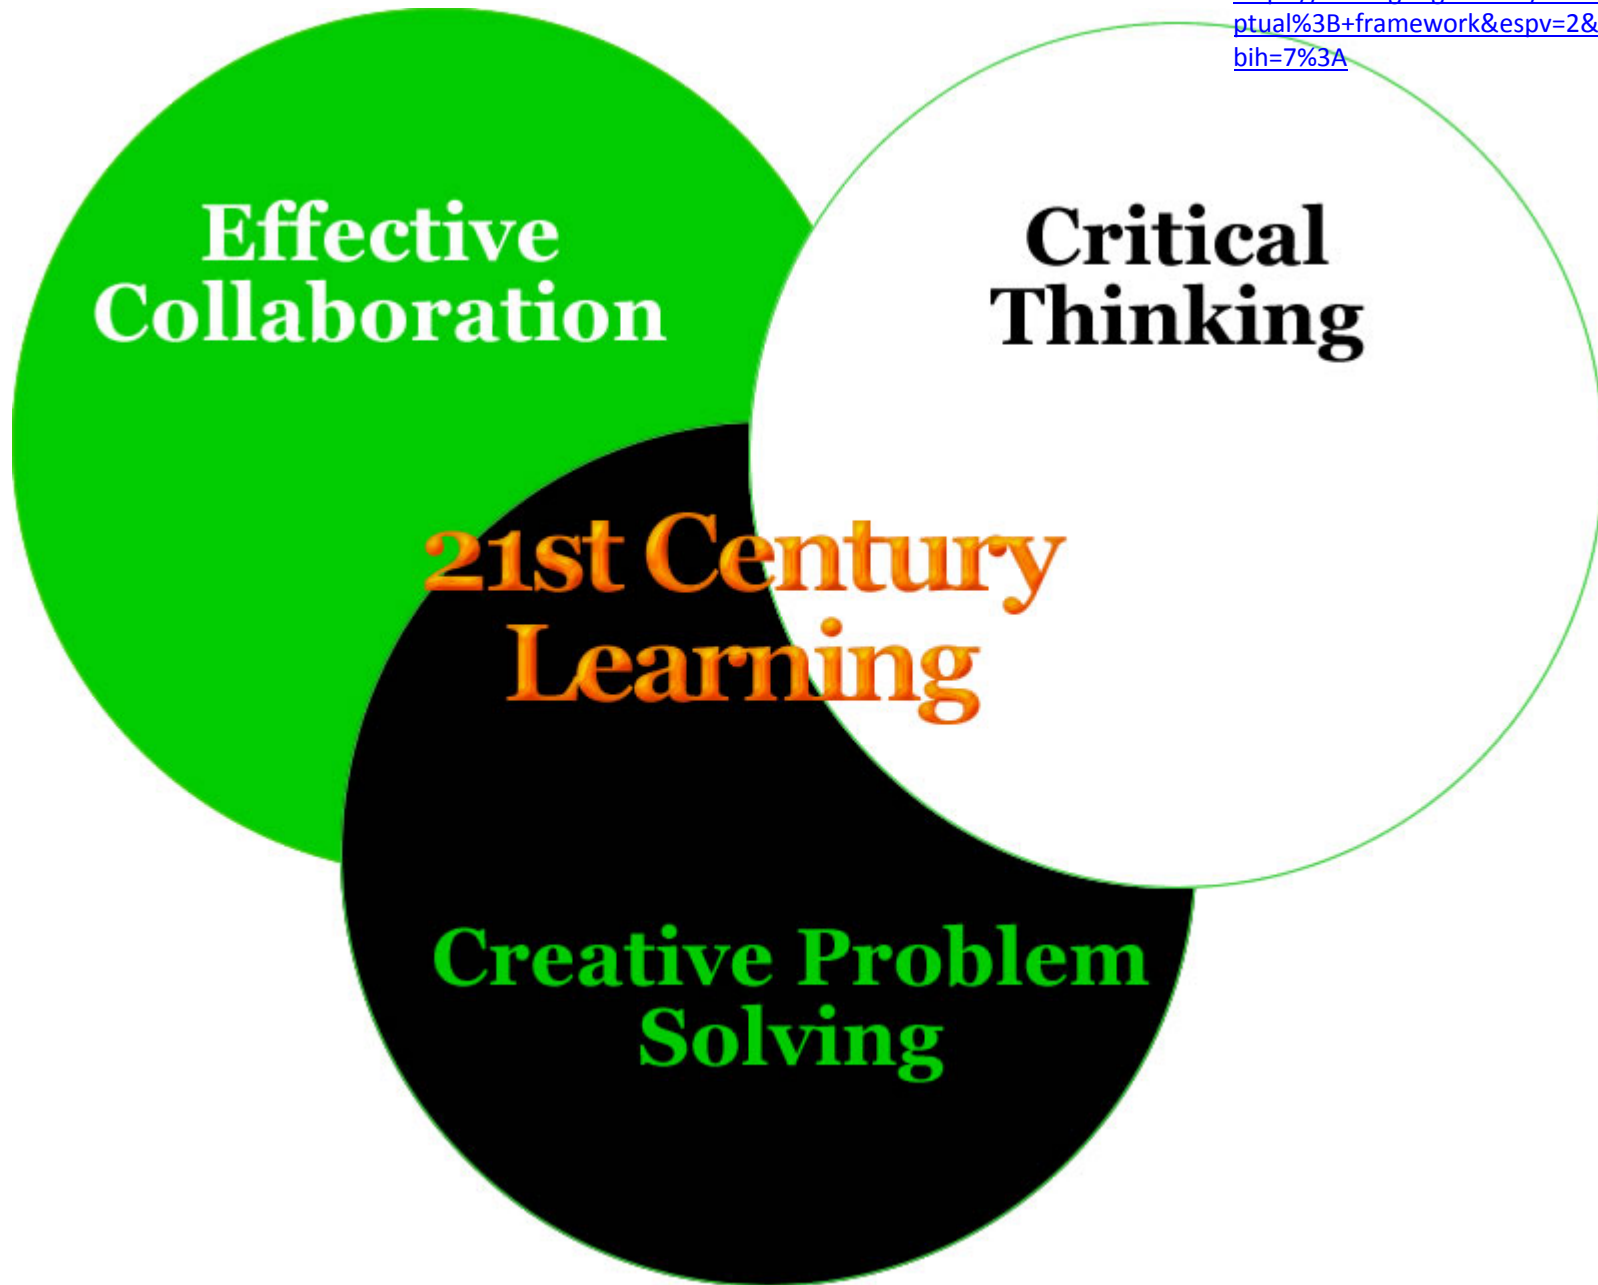 ptual%3B+framework&espv=2&
bih=7%3A
Effective
Collaboration
Critical
Thinking
21st Century
Learning
Creative Problem
Solving